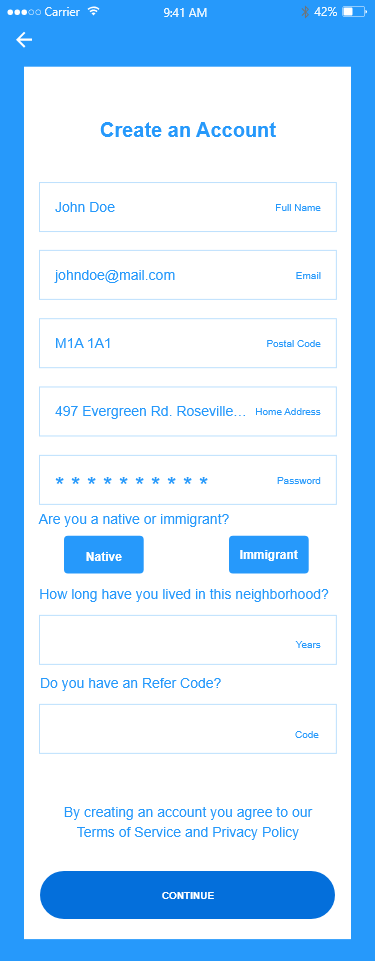 Carrier 9:41 AM 42%
Create an Account
John Doe Full Name
johndoe@mail.com Email
M1A 1A1 Postal Code
497 Evergreen Rd. Roseville... Home Address
* * * * * * * * * * Password
Are you a native or immigrant?
Native Immigrant
How long have you lived in this neighborhood?
Years
Do you have an Refer Code?
Code
By creating an account you agree to our
Terms of Service and Privacy Policy
CONTINUE